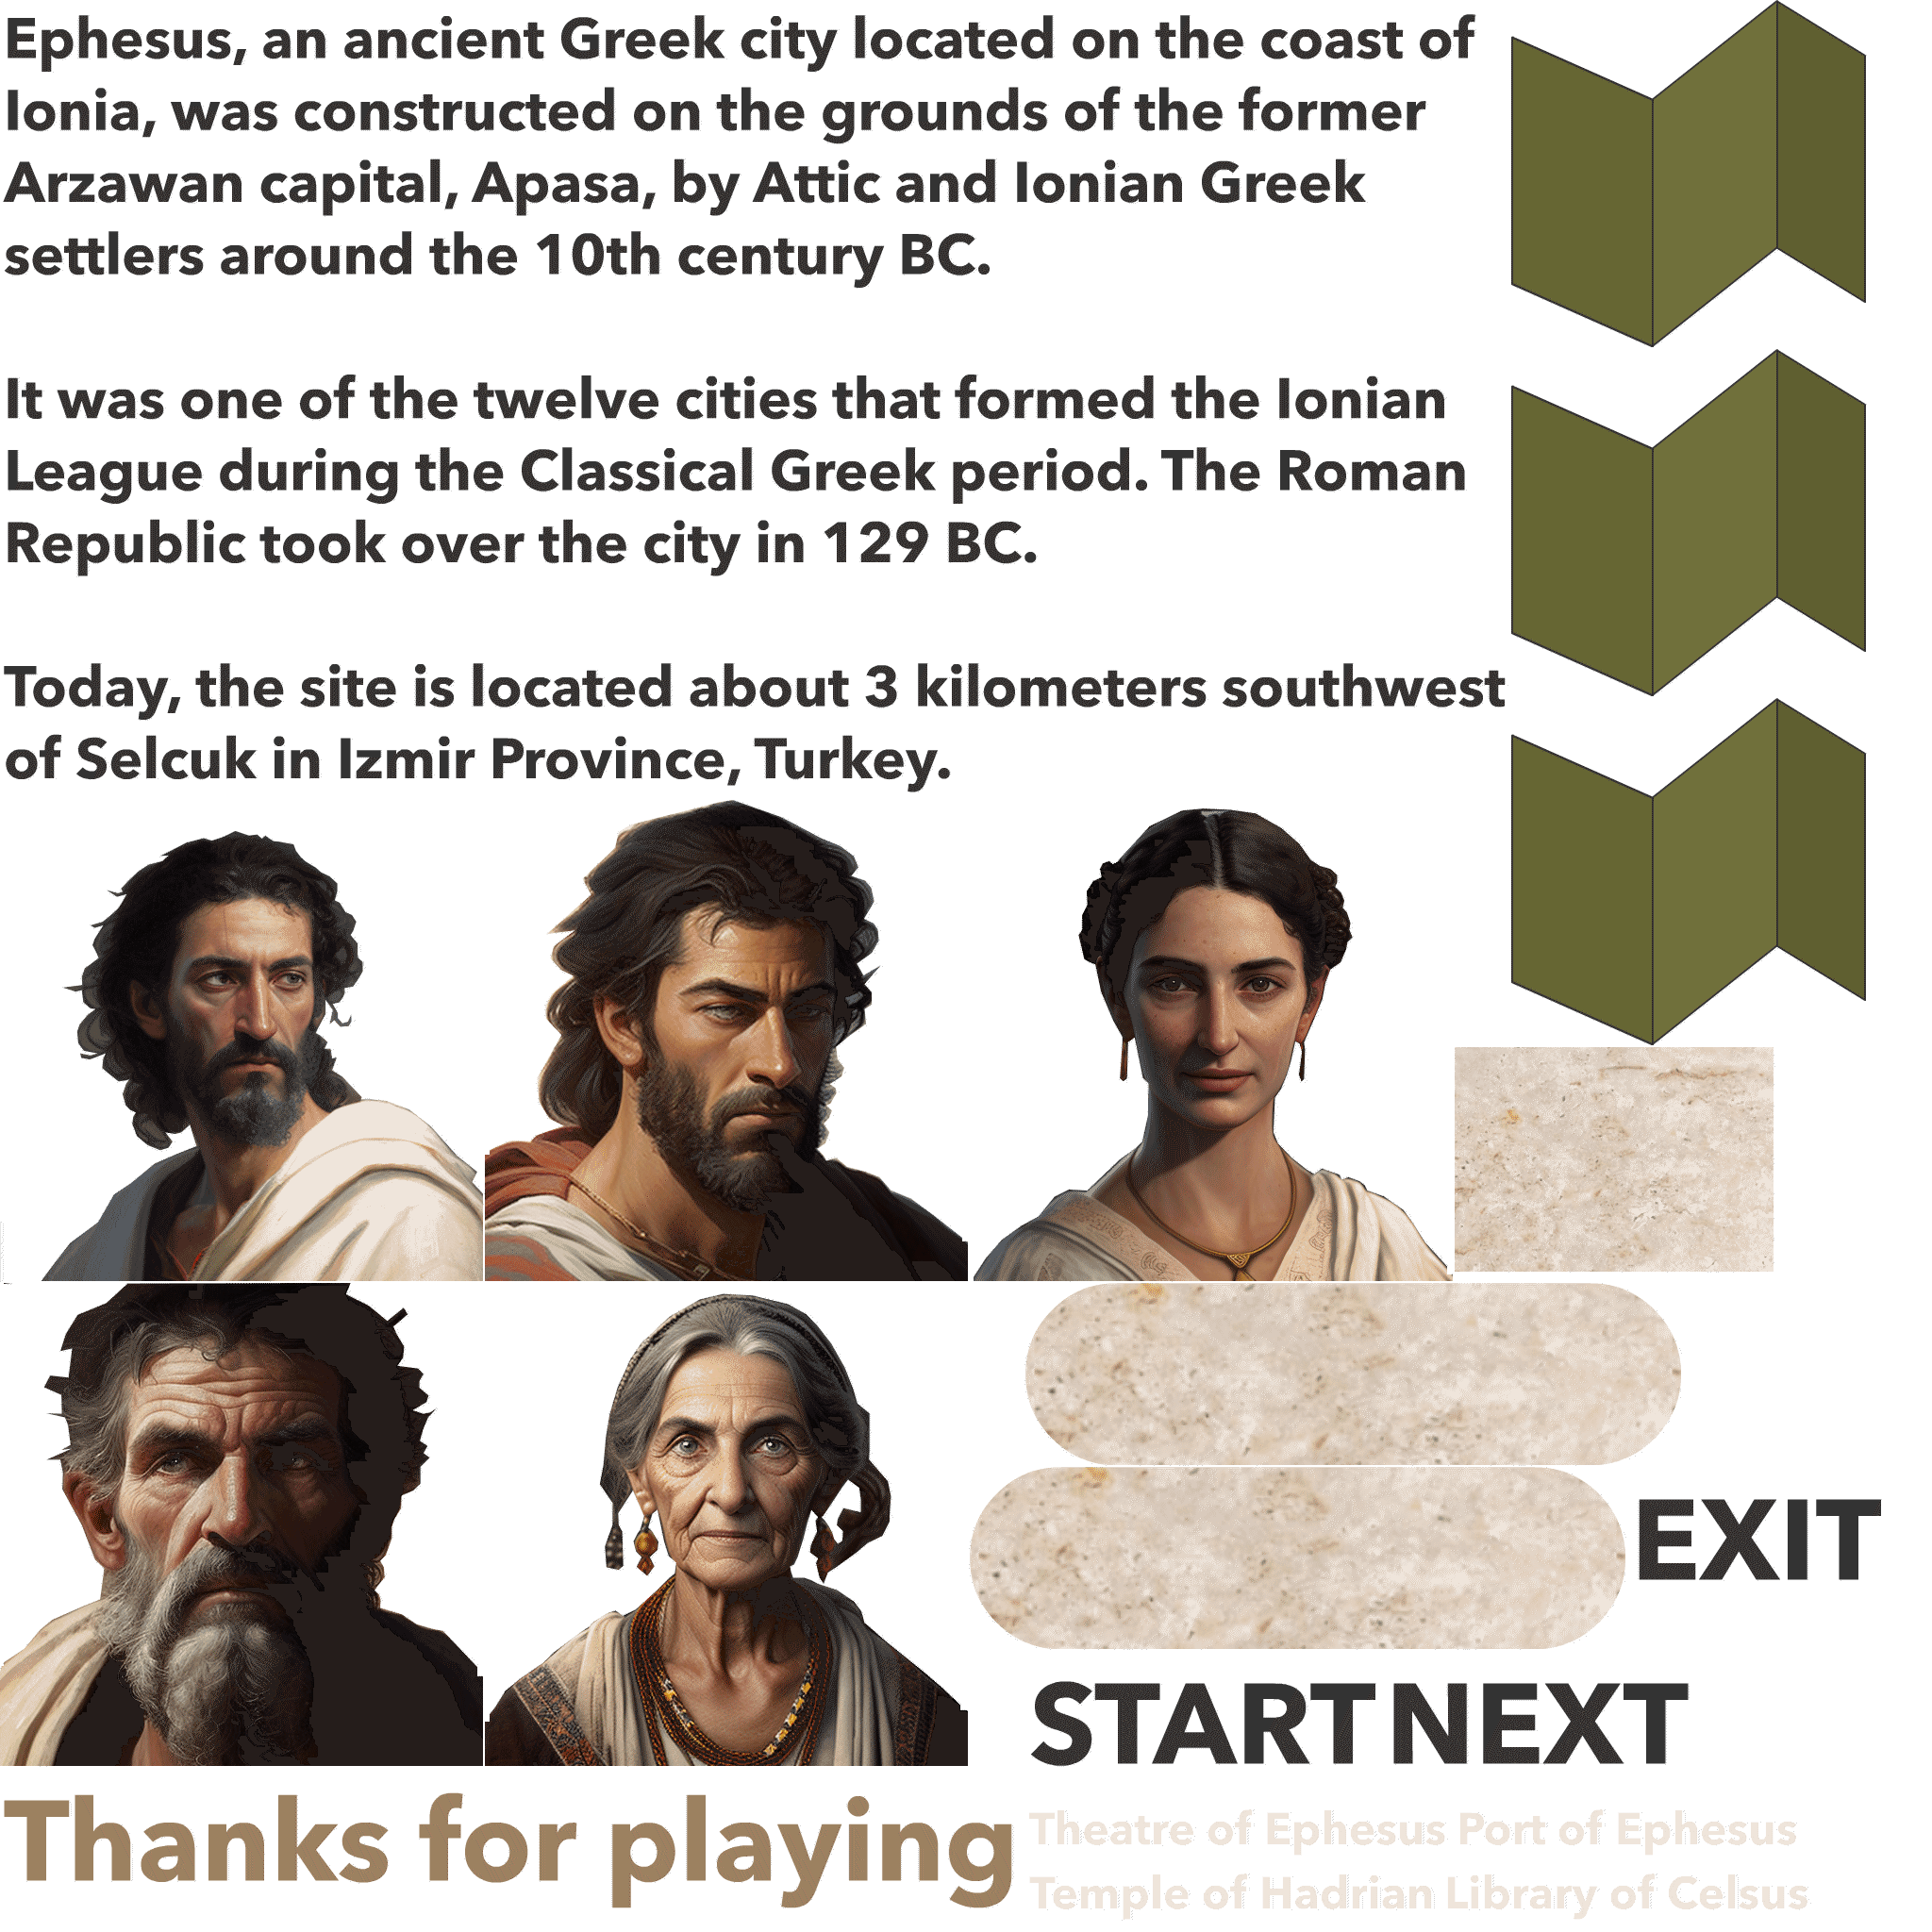 Ephesus, an ancient Greek city located on the coast of
Ionia, was constructed on the grounds of the former
Arzawan capital, Apasa, by Attic and Ionian Greek
settlers around the 10th century BC.
It was one of the twelve cities that formed the Ionian
League during the Classical Greek period. The Roman
Republic took over the city in 129 BC.
Today, the site is located about 3 kilometers southwest
of Selcuk in Izmir Province, Turkey.
EXIT
START NEXT
Thanks for playing
Theatre of Ephesus Port of Ephesus
Temple of Hadrian Library of Celsus